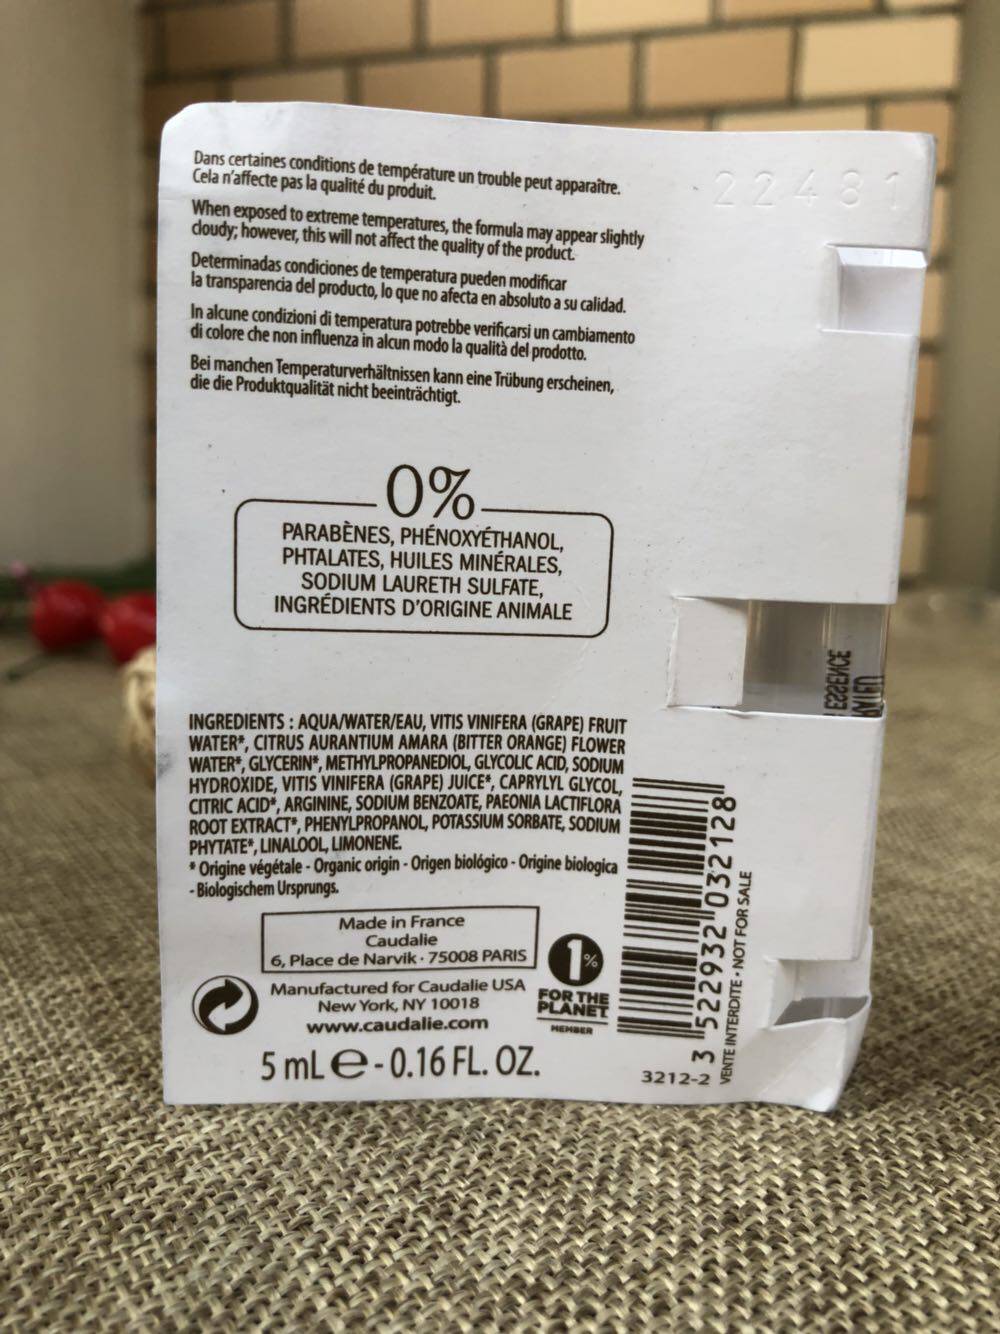 Dans certaines conditions de température un trouble peut apparaître.
Cela n'affecte pas la qualité du produit.
When exposed to extreme temperatures, the formula may appear slightly
cloudy; however, this will not affect the quality of the product.
Determinadas condiciones de temperatura pueden modificar
la transparencia del producto, lo que no afecta en absoluto a su calidad.
In alcune condizioni di temperatura potrebbe verificarsi un cambiamento
di colore che non influenza in alcun modo la qualità del prodotto.
Bei manchen Temperaturverhältnissen kann eine Trübung erscheinen,
die die Produktqualität nicht beeinträchtigt.
22481
0%
PARABÈNES, PHÉNOXYÉTHANOL,
PHTALATES, HUILES MINÉRALES,
SODIUM LAURETH SULFATE,
INGRÉDIENTS D'ORIGINE ANIMALE
ESSENCE
INGREDIENTS : AQUA/WATER/EAU, VITIS VINIFERA (GRAPE) FRUIT
WATER*, CITRUS AURANTIUM AMARA (BITTER ORANGE) FLOWER
WATER*, GLYCERIN*, METHYLPROPANEDIOL, GLYCOLIC ACID, SODIUM
HYDROXIDE, VITIS VINIFERA (GRAPE) JUICE*, CAPRYLYL GLYCOL,
CITRIC ACID*, ARGININE, SODIUM BENZOATE, PAEONIA LACTIFLORA
ROOT EXTRACT*, PHENYLPROPANOL, POTASSIUM SORBATE, SODIUM
PHYTATE*, LINALOOL, LIMONENE.
* Origine végétale - Organic origin - Origen biológico - Origine biologica
- Biologischem Ursprungs.
Made in France
Caudalie
6, Place de Narvik · 75008 PARIS
Manufactured for Caudalie USA
New York, NY 10018
www.caudalie.com
5 mL e - 0.16 FL. OZ.
1%
FOR THE
PLANET
MEMBER
3 522932 032128
3212-2
VENTE INTERDITE • NOT FOR SALE